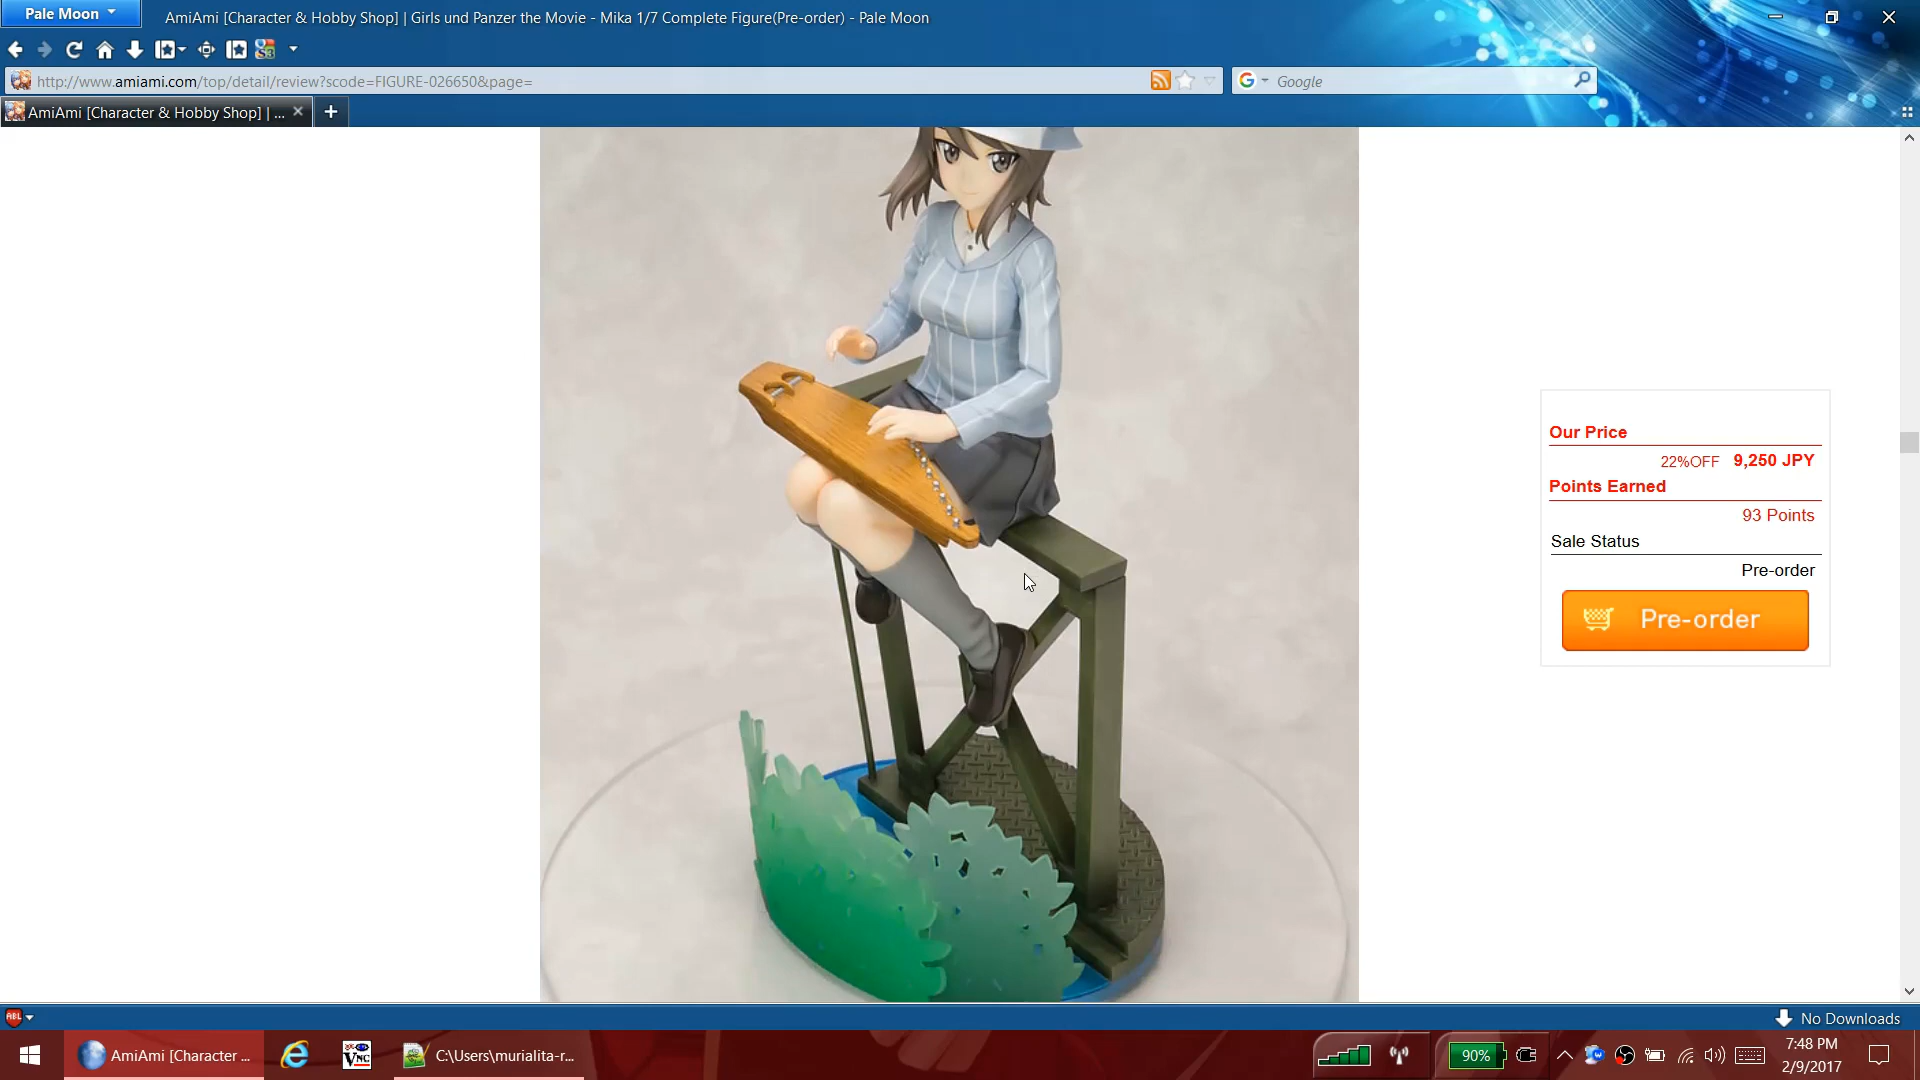 Pale Moon
AmiAmi [Character & Hobby Shop] | Girls und Panzer the Movie - Mika 1/7 Complete Figure(Pre-order) - Pale Moon
http://www.amiami.com/top/detail/review?scode=FIGURE-026650&page=
Google
AmiAmi [Character & Hobby Shop] | ...
Our Price
22%OFF 9,250 JPY
Points Earned
93 Points
Sale Status
Pre-order
Pre-order
ABL
No Downloads
AmiAmi [Character ...
VNC
C:\Users\murialita-r...
90%
7:48 PM
2/9/2017